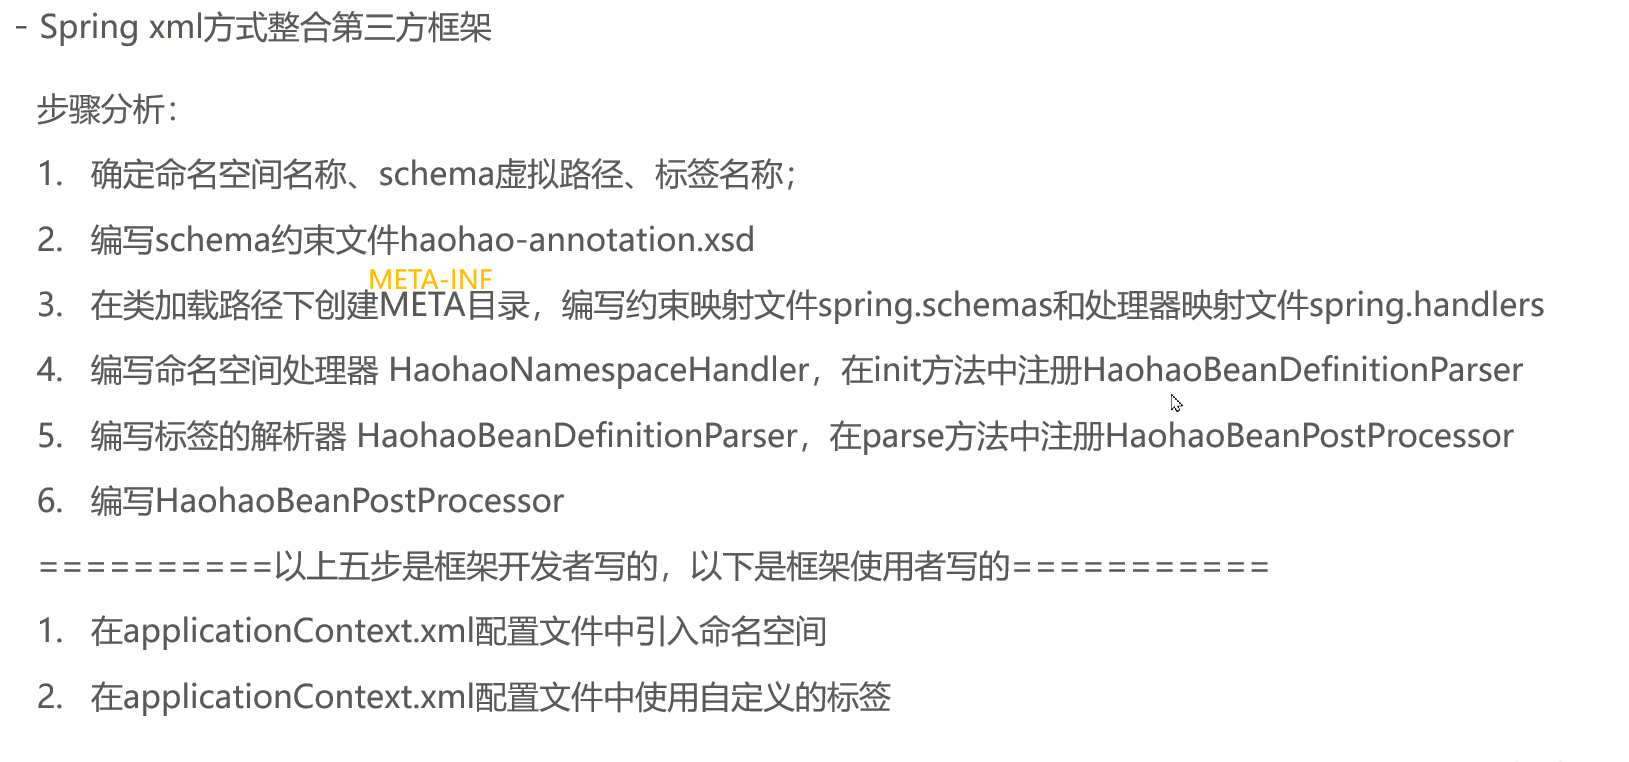 - Spring xml方式整合第三方框架
步骤分析：
1. 确定命名空间名称、schema虚拟路径、标签名称；
2. 编写schema约束文件haohao-annotation.xsd
META-INF
3. 在类加载路径下创建META目录，编写约束映射文件spring.schemas和处理器映射文件spring.handlers
4. 编写命名空间处理器 HaohaoNamespaceHandler，在init方法中注册HaohaoBeanDefinitionParser
5. 编写标签的解析器 HaohaoBeanDefinitionParser，在parse方法中注册HaohaoBeanPostProcessor
6. 编写HaohaoBeanPostProcessor
==========以上五步是框架开发者写的，以下是框架使用者写的===========
1. 在applicationContext.xml配置文件中引入命名空间
2. 在applicationContext.xml配置文件中使用自定义的标签